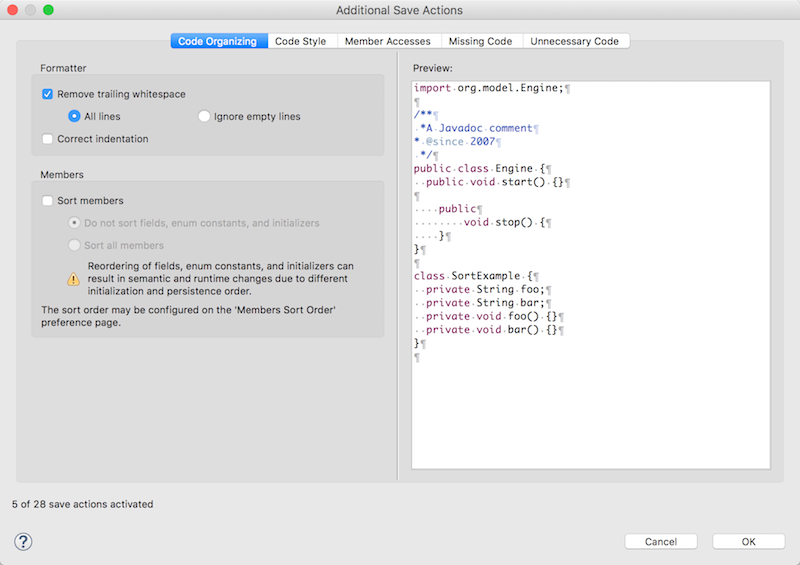 Additional Save Actions
Code Organizing Code Style Member Accesses Missing Code Unnecessary Code
Formatter
Remove trailing whitespace
All lines Ignore empty lines
Correct indentation
Members
Sort members
Do not sort fields, enum constants, and initializers
Sort all members
Reordering of fields, enum constants, and initializers can
result in semantic and runtime changes due to different
initialization and persistence order.
The sort order may be configured on the 'Members Sort Order'
preference page.
Preview:
import·org.model.Engine;¶
¶
/**¶
·*A·Javadoc·comment¶
*·@since·2007¶
·*/¶
public·class·Engine·{¶
··public·void·start()·{}¶
¶
····public¶
········void·stop()·{¶
····}¶
}¶
¶
class·SortExample·{¶
··private·String·foo;¶
··private·String·bar;¶
··private·void·foo()·{}¶
··private·void·bar()·{}¶
}¶
¶
5 of 28 save actions activated
?
Cancel OK